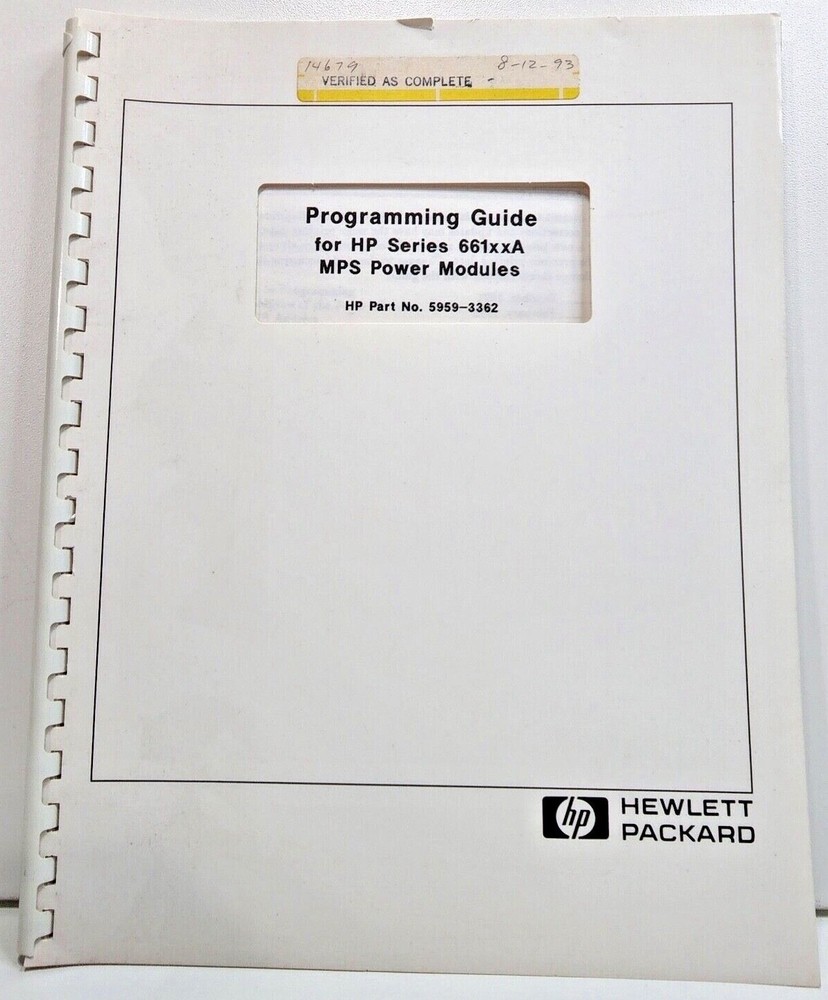 14679 8-12-93
VERIFIED AS COMPLETE
Programming Guide
for HP Series 661xxA
MPS Power Modules
HP Part No. 5959-3362
hp HEWLETT
PACKARD